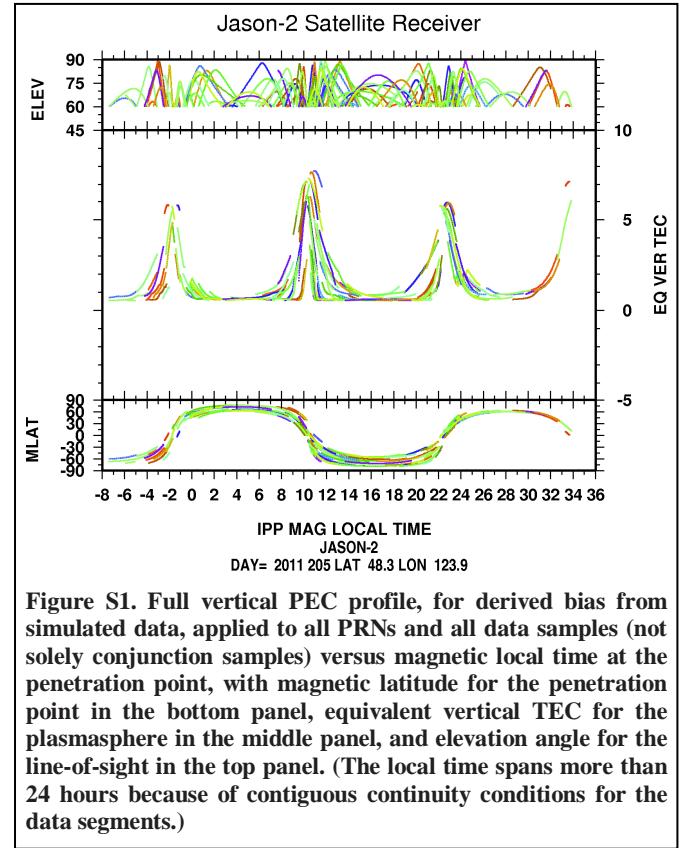 Jason-2 Satellite Receiver
ELEV
90
75
60
45
10
5
0
-5
EQ VER TEC
MLAT
90
60
30
0
-30
-60
-90
-8 -6 -4 -2 0 2 4 6 8 10 12 14 16 18 20 22 24 26 28 30 32 34 36
IPP MAG LOCAL TIME
JASON-2
DAY= 2011 205 LAT 48.3 LON 123.9
Figure S1. Full vertical PEC profile, for derived bias from
simulated data, applied to all PRNs and all data samples (not
solely conjunction samples) versus magnetic local time at the
penetration point, with magnetic latitude for the penetration
point in the bottom panel, equivalent vertical TEC for the
plasmasphere in the middle panel, and elevation angle for the
line-of-sight in the top panel. (The local time spans more than
24 hours because of contiguous continuity conditions for the
data segments.)